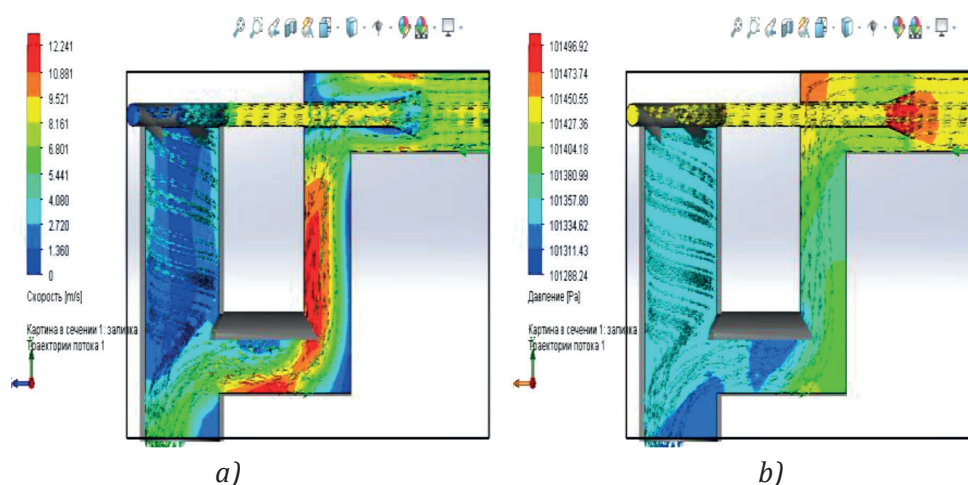 12.241
10.881
9.521
8.161
6.801
5.441
4.080
2.720
1.360
0
Скорость [m/s]
Картина в сечении 1: заливка
Траектории потока 1
a)
101496.92
101473.74
101450.55
101427.36
101404.18
101380.99
101357.80
101334.62
101311.43
101288.24
Давление [Pa]
Картина в сечении 1: заливка
Траектории потока 1
b)